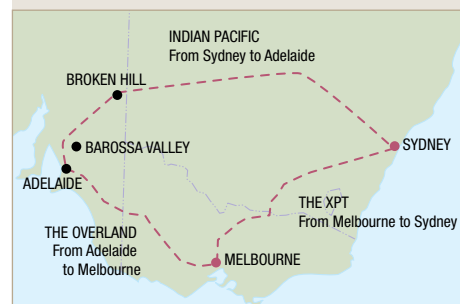 INDIAN PACIFIC
From Sydney to Adelaide
BROKEN HILL
BAROSSA VALLEY
SYDNEY
ADELAIDE
THE XPT
From Melbourne to Sydney
THE OVERLAND
From Adelaide
to Melbourne
MELBOURNE